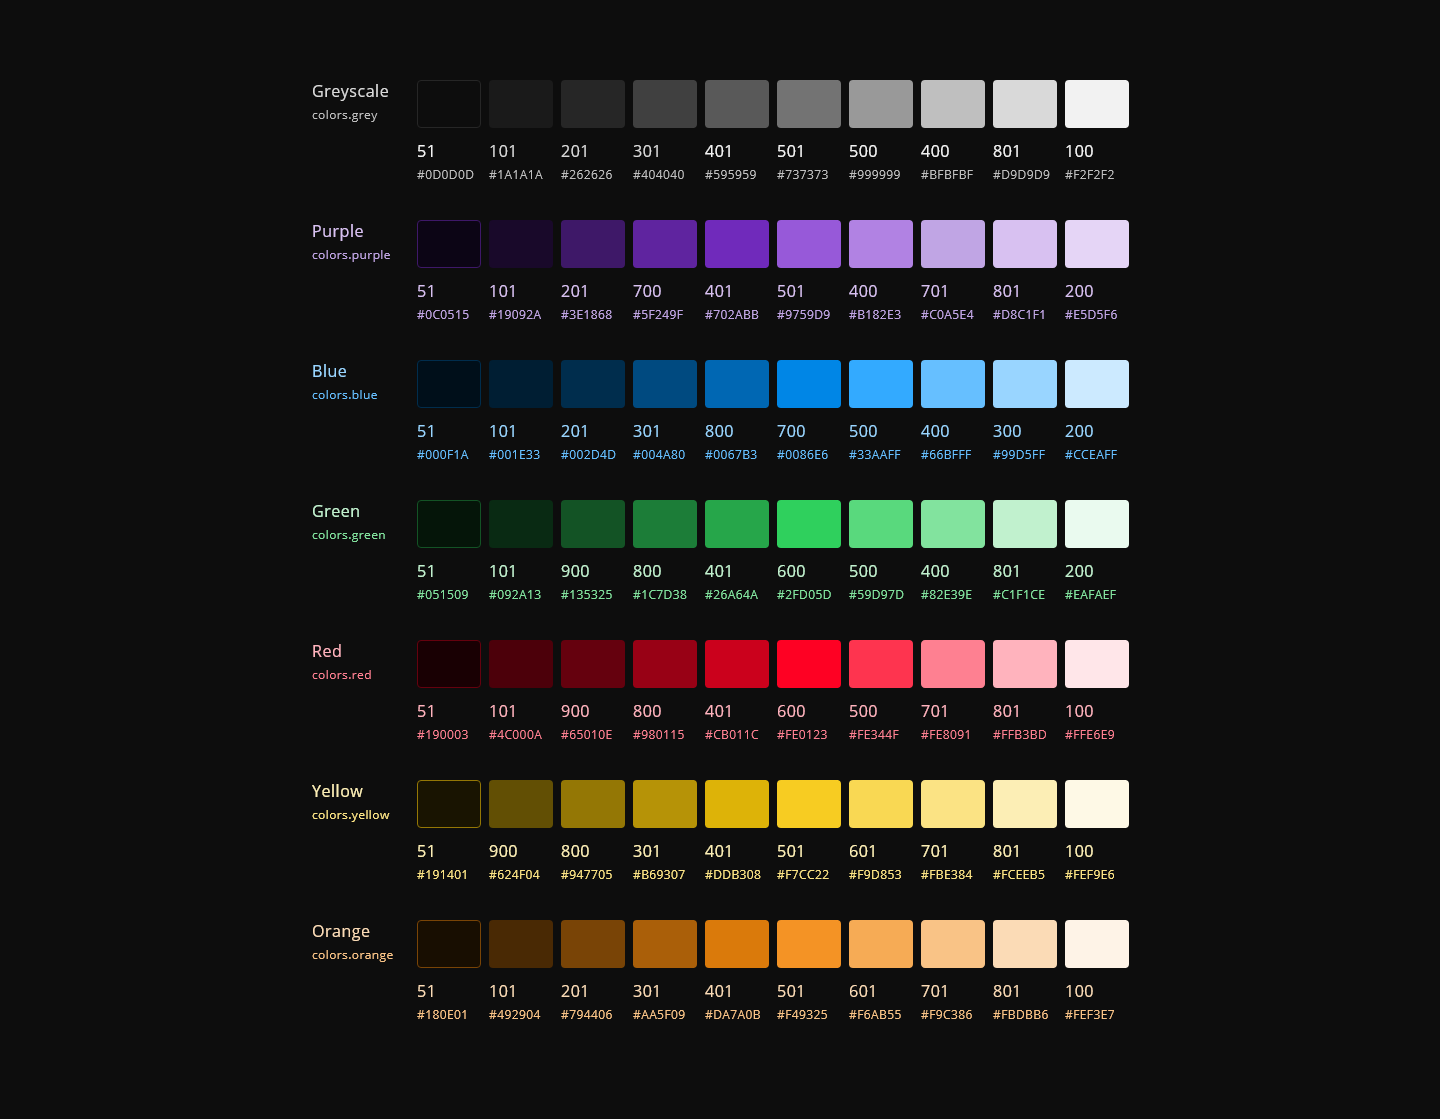 Greyscale
colors.grey
51 101 201 301 401 501 500 400 801 100
#0D0D0D #1A1A1A #262626 #404040 #595959 #737373 #999999 #BFBFBF #D9D9D9 #F2F2F2
Purple
colors.purple
51 101 201 700 401 501 400 701 801 200
#0C0515 #19092A #3E1868 #5F249F #702ABB #9759D9 #B182E3 #C0A5E4 #D8C1F1 #E5D5F6
Blue
colors.blue
51 101 201 301 800 700 500 400 300 200
#000F1A #001E33 #002D4D #004A80 #0067B3 #0086E6 #33AAFF #66BFFF #99D5FF #CCEAFF
Green
colors.green
51 101 900 800 401 600 500 400 801 200
#051509 #092A13 #135325 #1C7D38 #26A64A #2FD05D #59D97D #82E39E #C1F1CE #EAFAEF
Red
colors.red
51 101 900 800 401 600 500 701 801 100
#190003 #4C000A #65010E #980115 #CB011C #FE0123 #FE344F #FE8091 #FFB3BD #FFE6E9
Yellow
colors.yellow
51 900 800 301 401 501 601 701 801 100
#191401 #624F04 #947705 #B69307 #DDB308 #F7CC22 #F9D853 #FBE384 #FCEEB5 #FEF9E6
Orange
colors.orange
51 101 201 301 401 501 601 701 801 100
#180E01 #492904 #794406 #AA5F09 #DA7A0B #F49325 #F6AB55 #F9C386 #FBDBB6 #FEF3E7